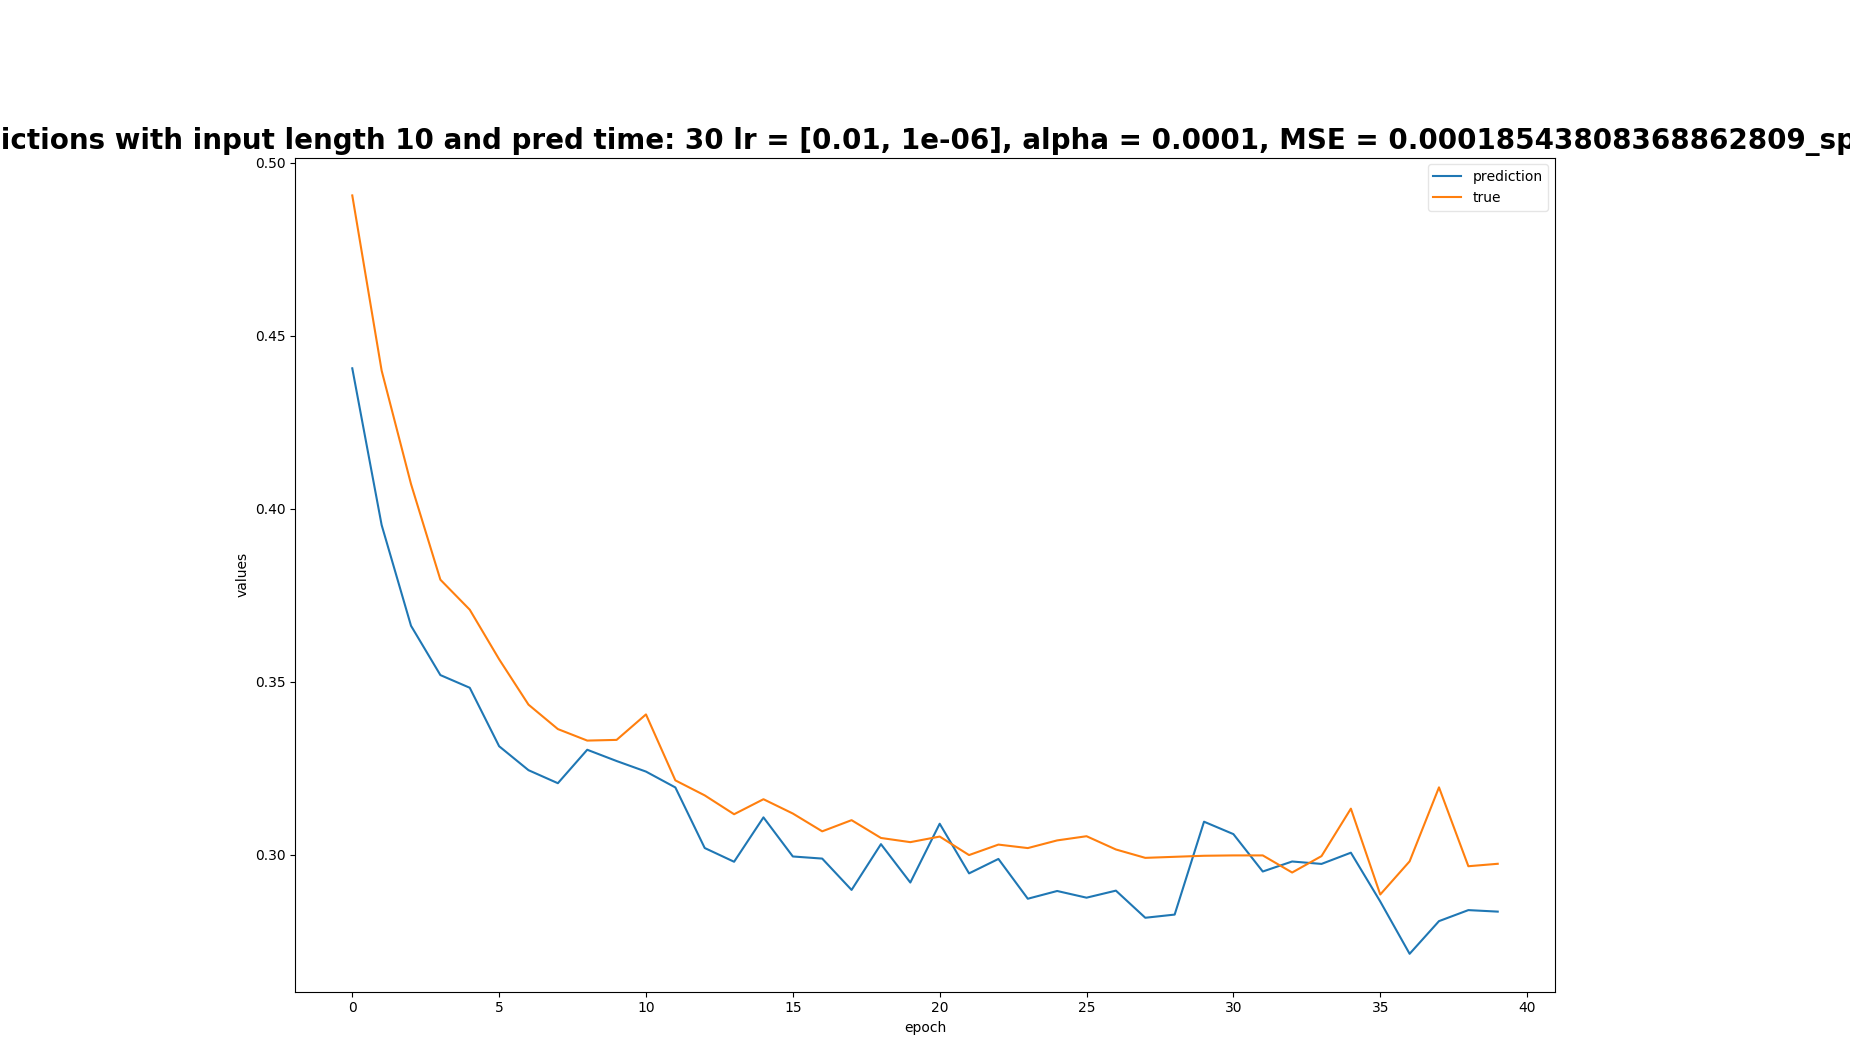 ictions with input length 10 and pred time: 30 lr = [0.01, 1e-06], alpha = 0.0001, MSE = 0.00018543808368862809_sp
prediction
true
0.50
0.45
0.40
0.35
0.30
values
0 5 10 15 20 25 30 35 40
epoch